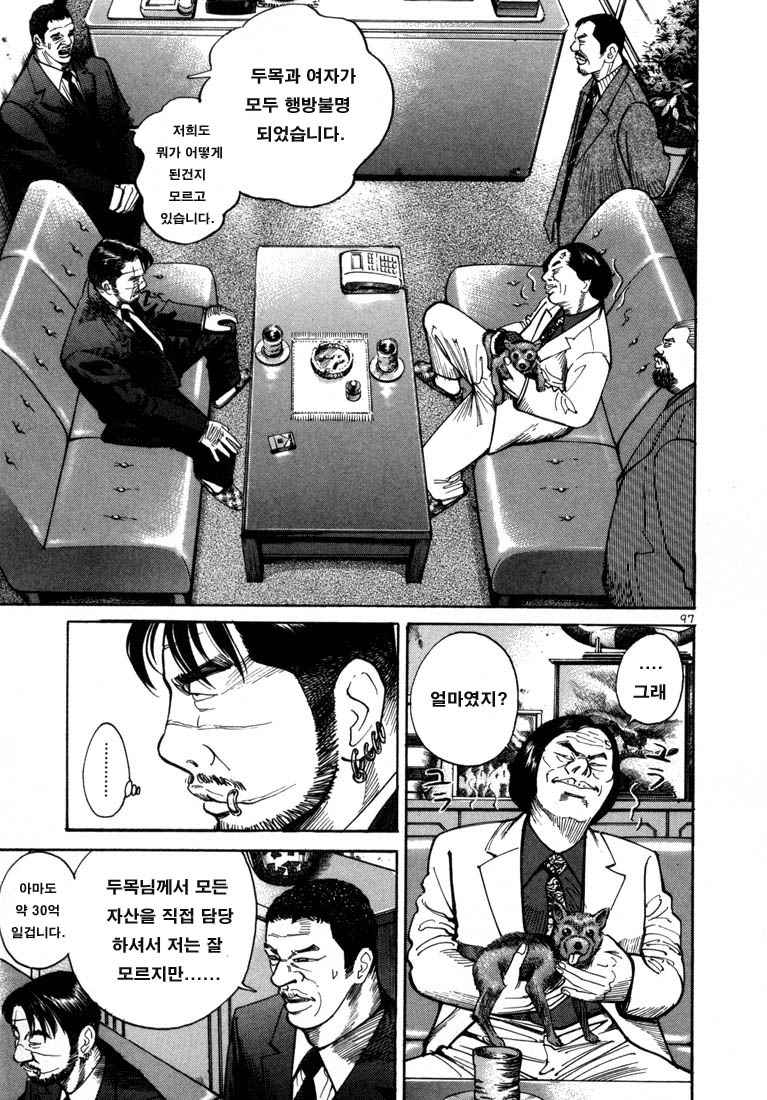 두목과 여자가
모두 행방불명
되었습니다.
저희도
뭐가 어떻게
된건지
모르고
있습니다.
97
....
그래
얼마였지?
..........
두목님께서 모든
자산을 직접 담당
하셔서 저는 잘
모르지만......
아마도
약 30억
일겁니다.